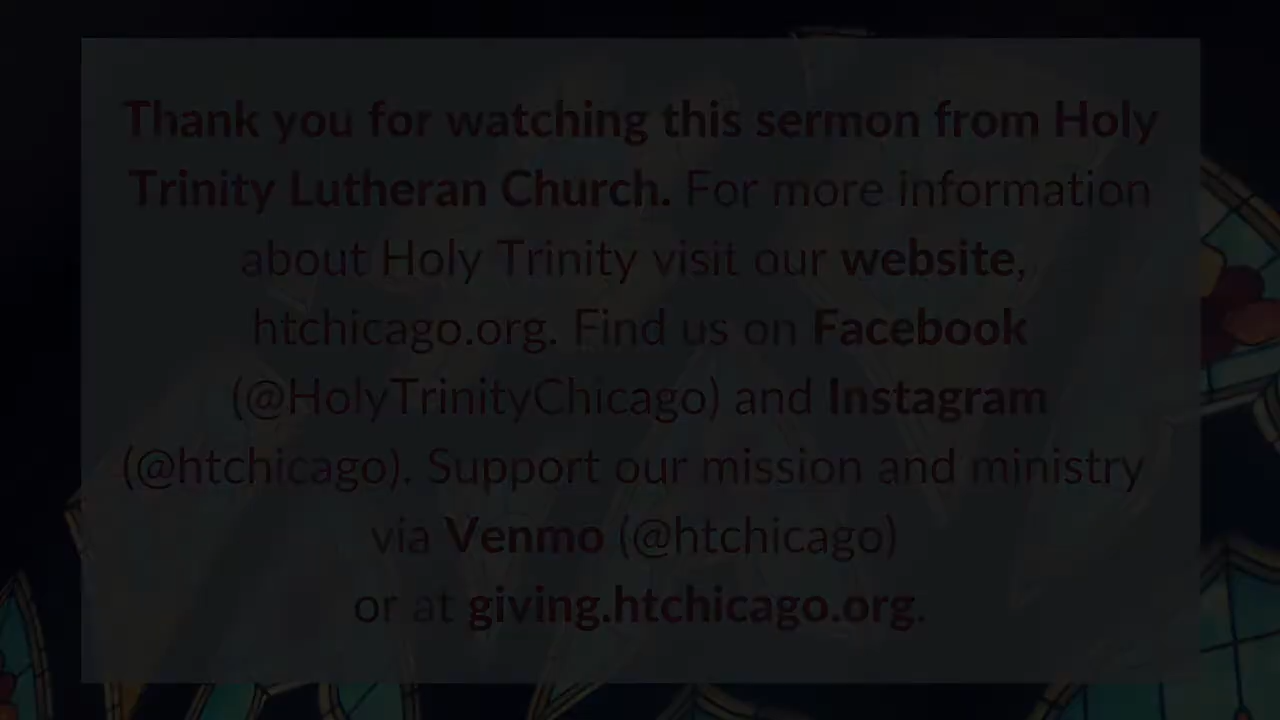 Thank you for watching this sermon from Holy
Trinity Lutheran Church. For more information
about Holy Trinity visit our website,
htchicago.org. Find us on Facebook
(@HolyTrinityChicago) and Instagram
(@htchicago). Support our mission and ministry
via Venmo (@htchicago)
or at giving.htchicago.org.